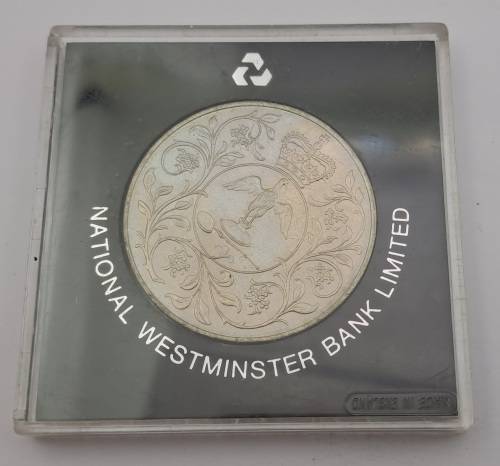 NATIONAL WESTMINSTER BANK LIMITED
MADE IN ENGLAND